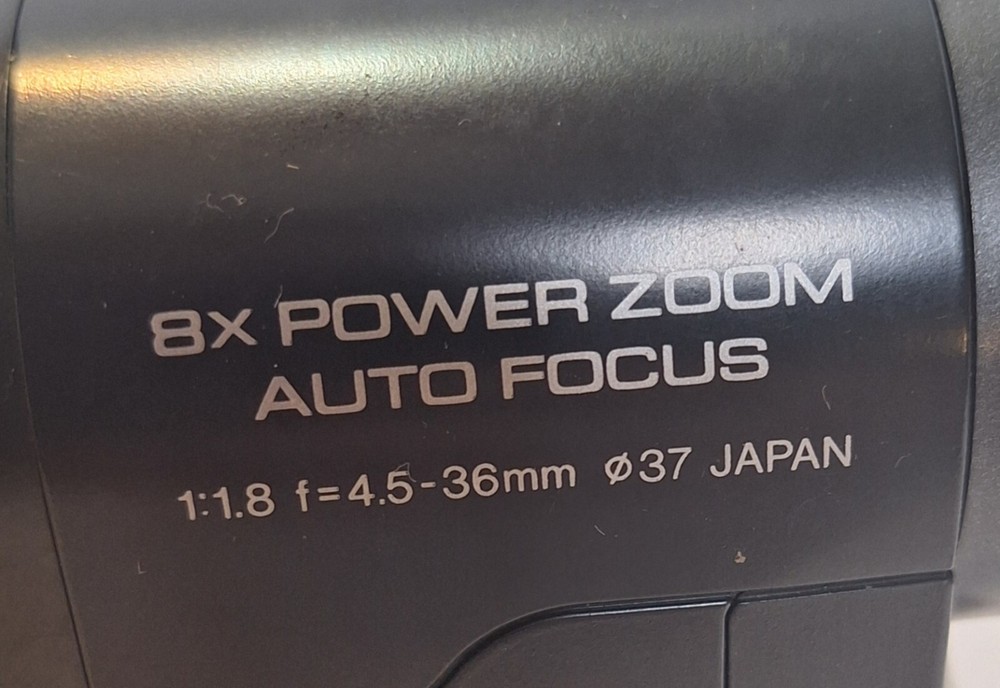 8x POWER ZOOM
AUTO FOCUS
1:1.8 f=4.5-36mm ø37 JAPAN